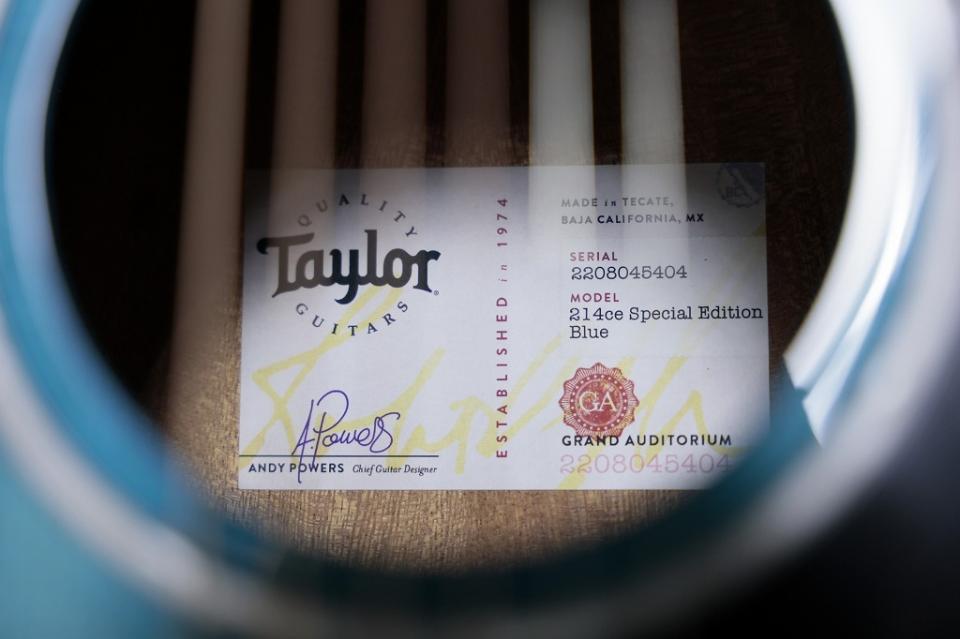 QUALITY
Taylor
GUITARS
A.Powers
ANDY POWERS Chief Guitar Designer
ESTABLISHED in 1974
MADE in TECATE,
BAJA CALIFORNIA, MX
SERIAL
2208045404
MODEL
214ce Special Edition
Blue
GA
GRAND AUDITORIUM
2208045404